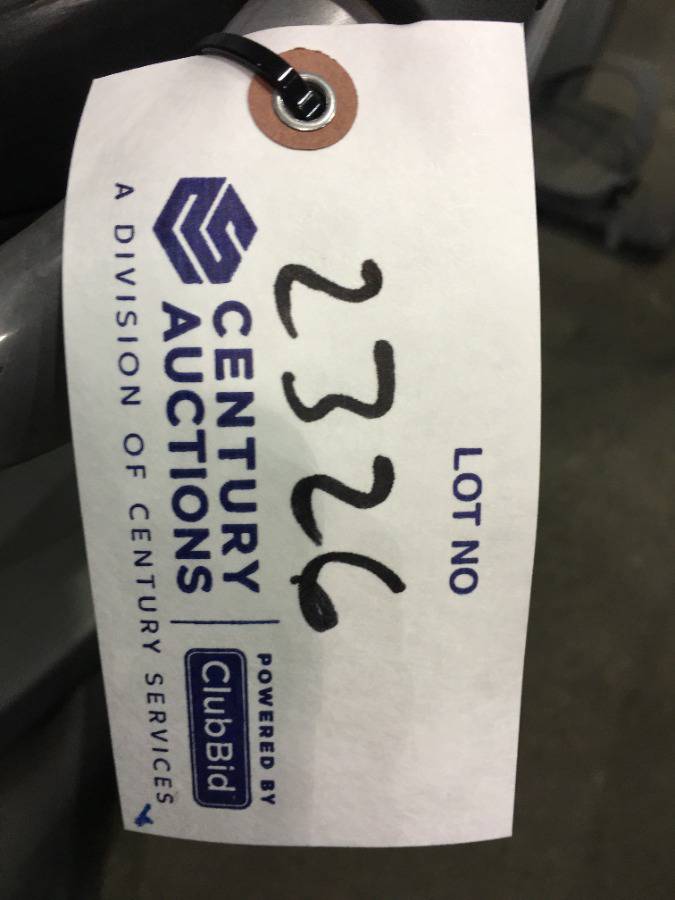 LOT NO
2326
CENTURY
AUCTIONS
A DIVISION OF CENTURY SERVICES
POWERED BY
ClubBid